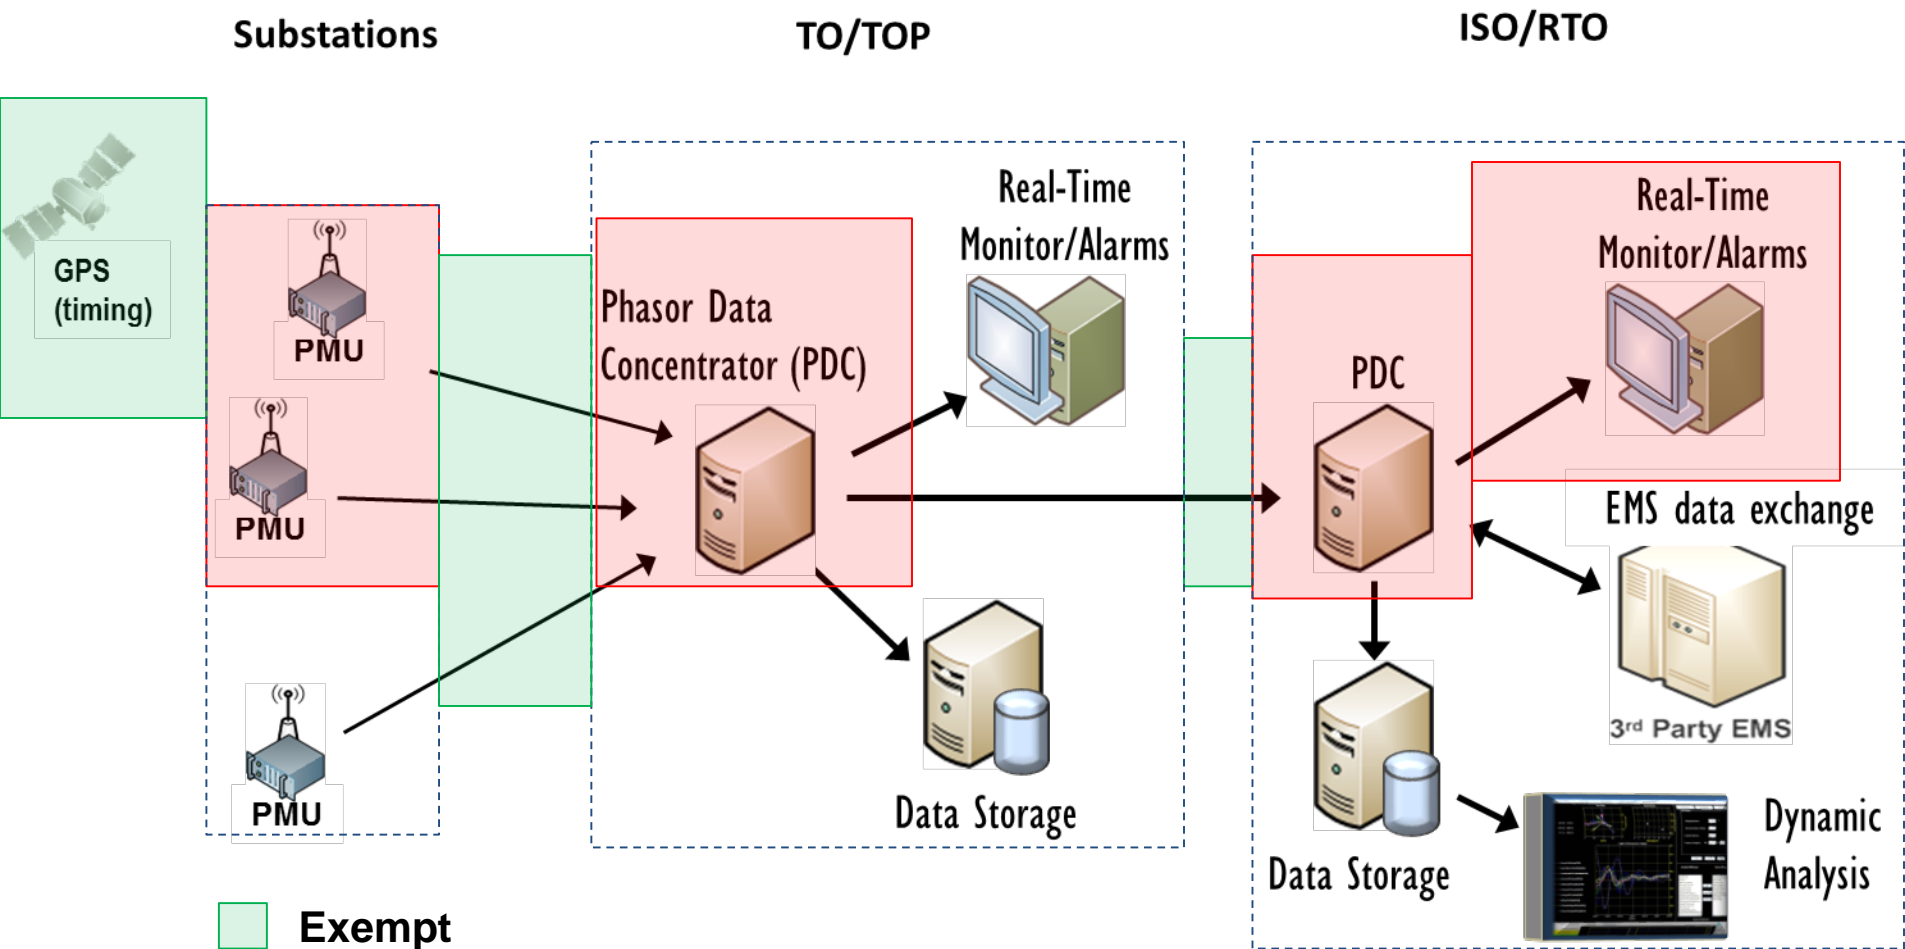 Substations
TO/TOP
ISO/RTO
GPS
(timing)
PMU
PMU
PMU
Phasor Data
Concentrator (PDC)
Real-Time
Monitor/Alarms
Data Storage
PDC
Real-Time
Monitor/Alarms
EMS data exchange
3rd Party EMS
Data Storage
Dynamic
Analysis
Exempt